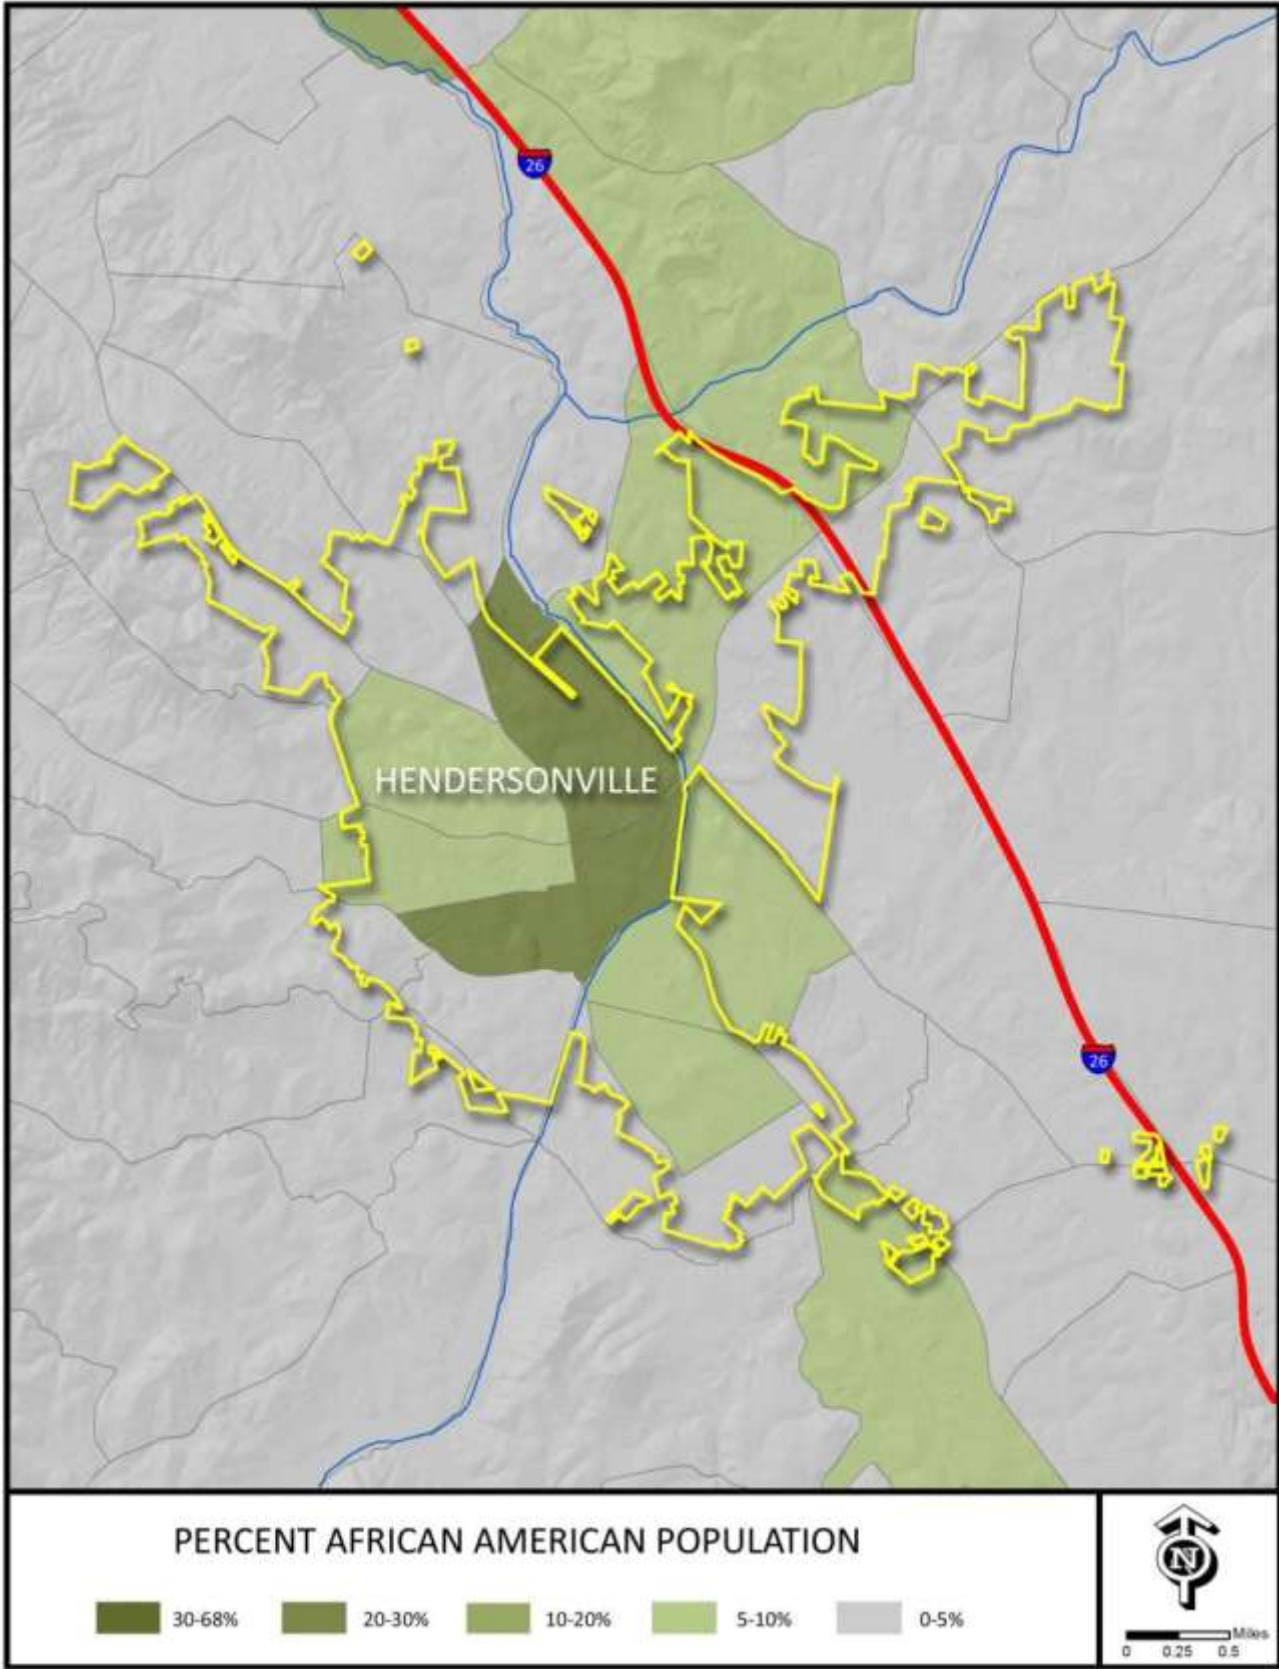 26
HENDERSONVILLE
26
PERCENT AFRICAN AMERICAN POPULATION
30-68% 20-30% 10-20% 5-10% 0-5%
N
Miles
0 0.25 0.5